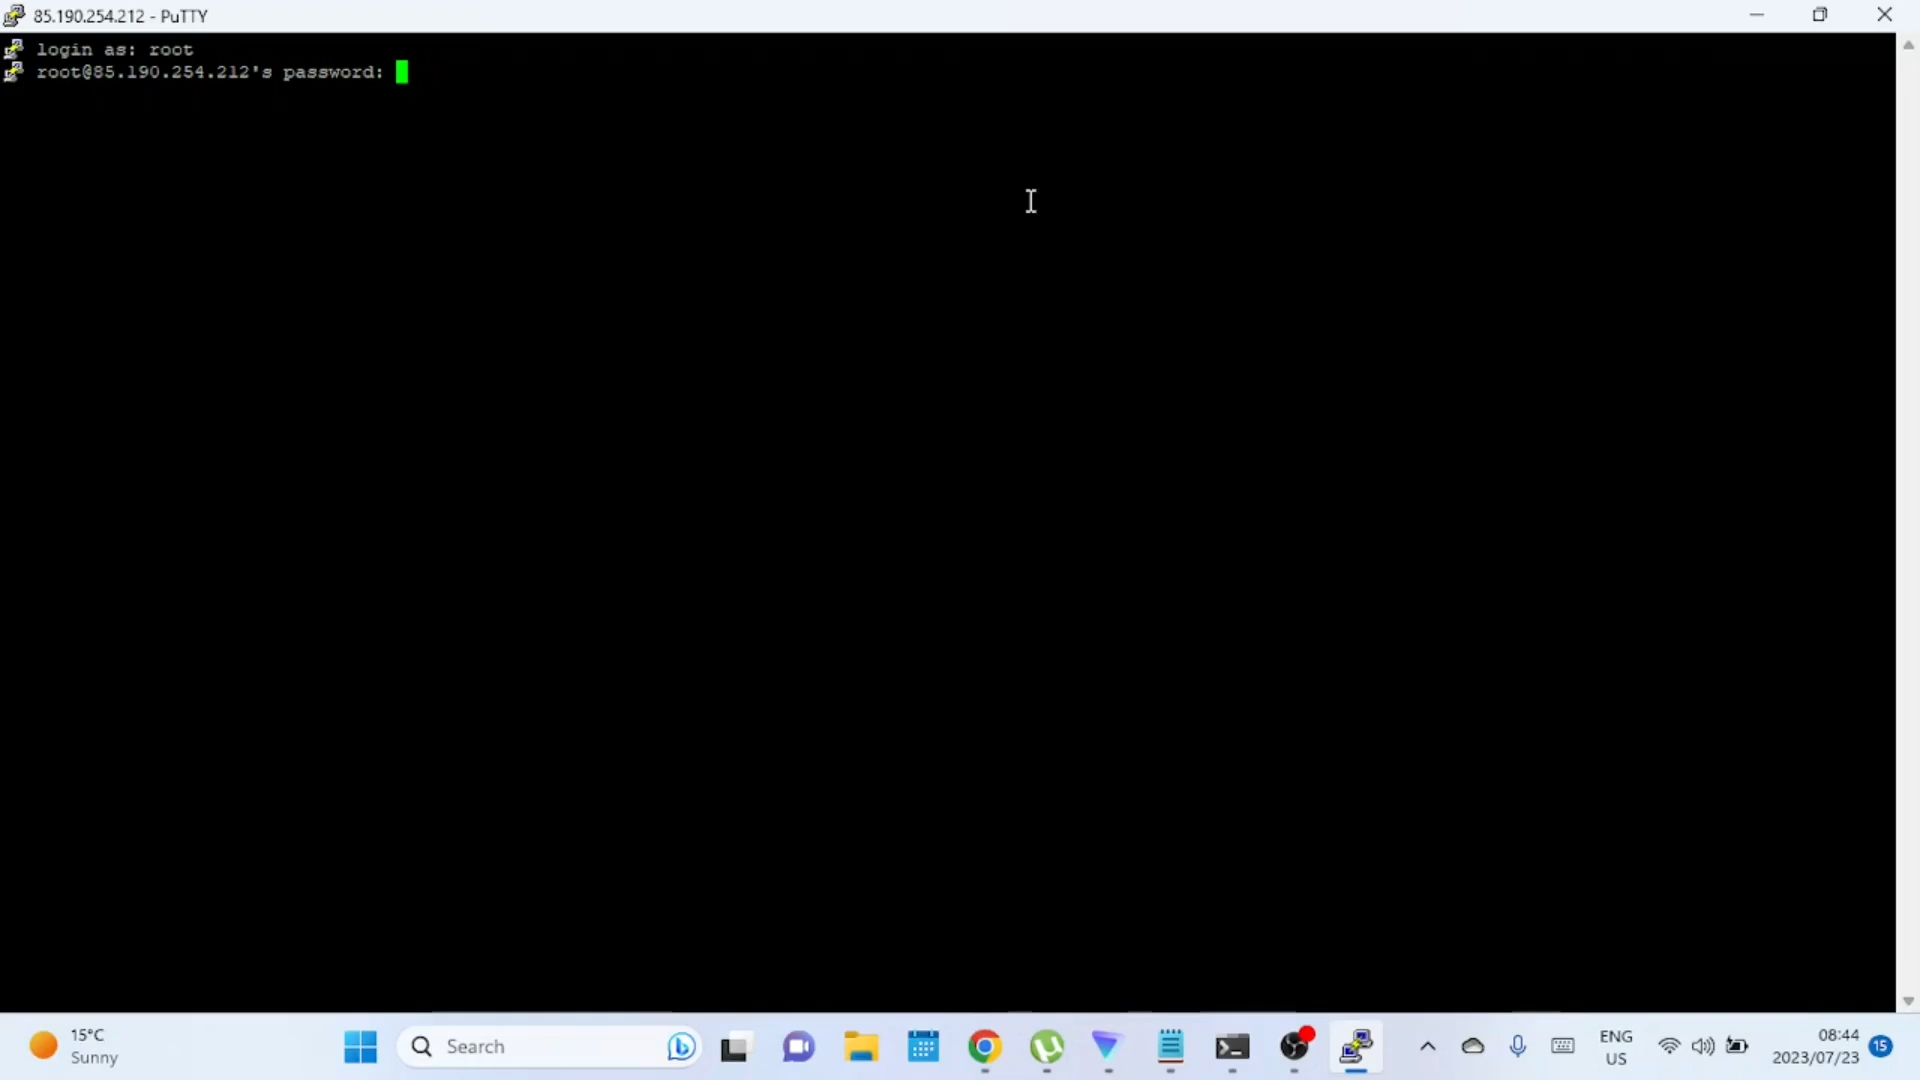 85.190.254.212 - PuTTY
login as: root
root@85.190.254.212's password:
15°C
Sunny
Search
ENG
US
08:44
2023/07/23
15